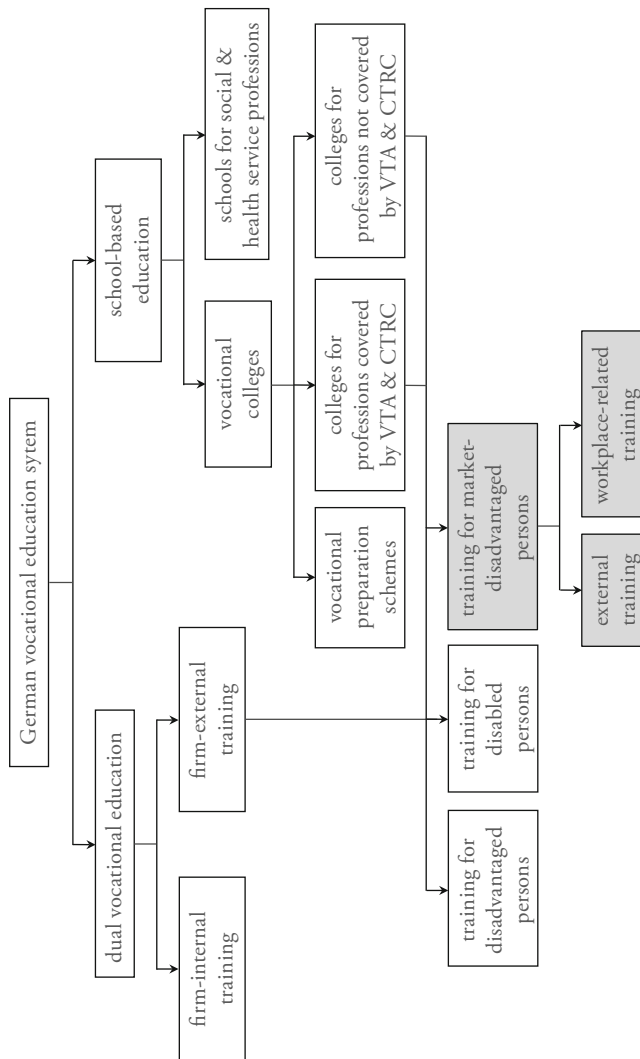 German vocational education sytem
dual vocational education
school-based
education
firm-internal
training
firm-external
training
vocational
colleges
schools for social &
health service professions
vocational
preparation
schemes
colleges for
professions covered
by VTA & CTRC
colleges for
professions not covered
by VTA & CTRC
training for
disadvantaged
persons
training for
disabled
persons
training for market-
disadvantaged
persons
external
training
workplace-related
training